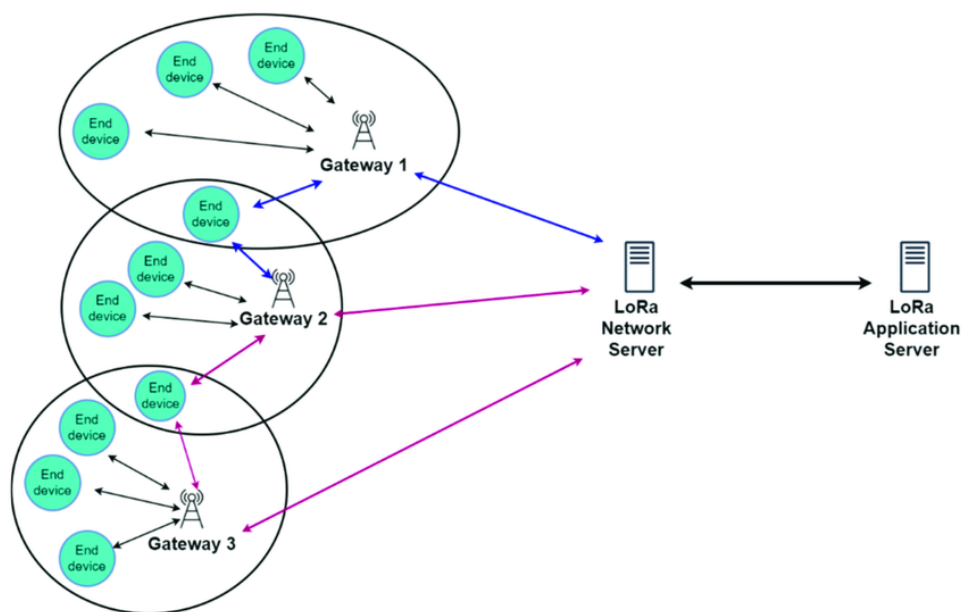 End
device
End
device
End
device
Gateway 1
End
device
End
device
End
device
Gateway 2
End
device
End
device
End
device
End
device
Gateway 3
LoRa
Network
Server
LoRa
Application
Server